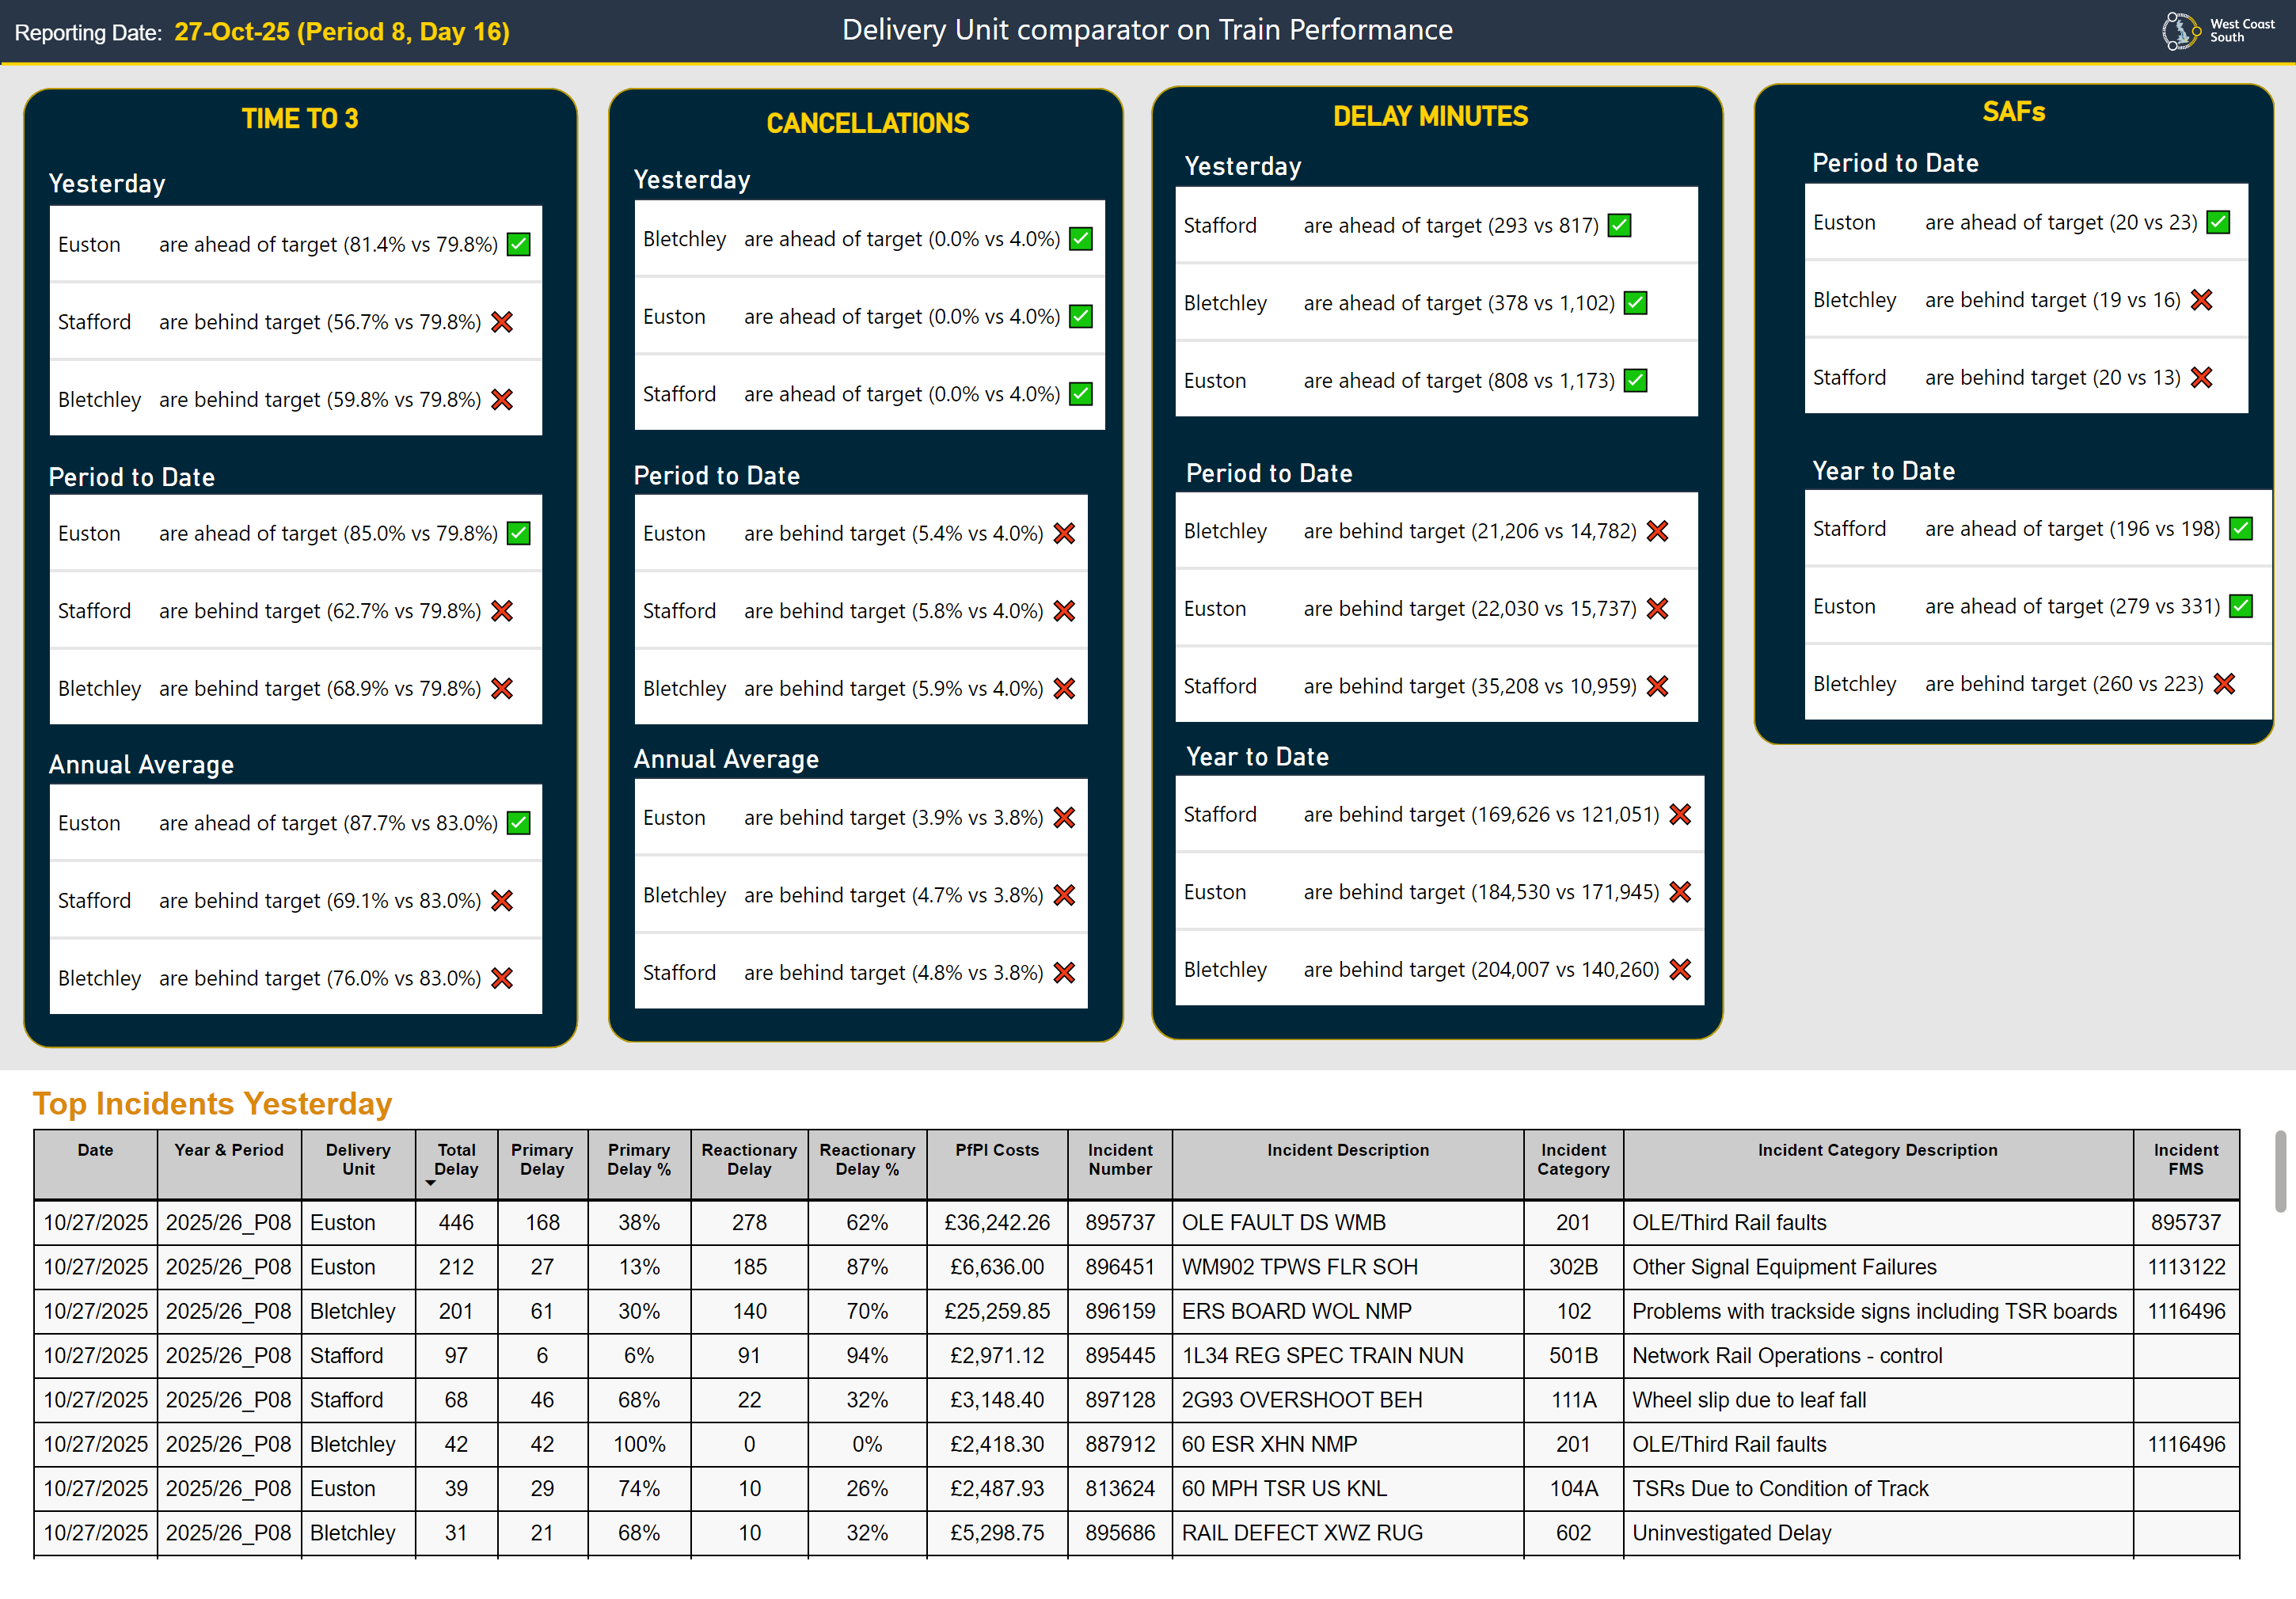 Reporting Date: 27-Oct-25 (Period 8, Day 16)
Delivery Unit comparator on Train Performance
West Coast
South
TIME TO 3
Yesterday
Euston are ahead of target (81.4% vs 79.8%) ✅
Stafford are behind target (56.7% vs 79.8%) ❌
Bletchley are behind target (59.8% vs 79.8%) ❌
Period to Date
Euston are ahead of target (85.0% vs 79.8%) ✅
Stafford are behind target (62.7% vs 79.8%) ❌
Bletchley are behind target (68.9% vs 79.8%) ❌
Annual Average
Euston are ahead of target (87.7% vs 83.0%) ✅
Stafford are behind target (69.1% vs 83.0%) ❌
Bletchley are behind target (76.0% vs 83.0%) ❌
CANCELLATIONS
Yesterday
Bletchley are ahead of target (0.0% vs 4.0%) ✅
Euston are ahead of target (0.0% vs 4.0%) ✅
Stafford are ahead of target (0.0% vs 4.0%) ✅
Period to Date
Euston are behind target (5.4% vs 4.0%) ❌
Stafford are behind target (5.8% vs 4.0%) ❌
Bletchley are behind target (5.9% vs 4.0%) ❌
Annual Average
Euston are behind target (3.9% vs 3.8%) ❌
Bletchley are behind target (4.7% vs 3.8%) ❌
Stafford are behind target (4.8% vs 3.8%) ❌
DELAY MINUTES
Yesterday
Stafford are ahead of target (293 vs 817) ✅
Bletchley are ahead of target (378 vs 1,102) ✅
Euston are ahead of target (808 vs 1,173) ✅
Period to Date
Bletchley are behind target (21,206 vs 14,782) ❌
Euston are behind target (22,030 vs 15,737) ❌
Stafford are behind target (35,208 vs 10,959) ❌
Year to Date
Stafford are behind target (169,626 vs 121,051) ❌
Euston are behind target (184,530 vs 171,945) ❌
Bletchley are behind target (204,007 vs 140,260) ❌
SAFs
Period to Date
Euston are ahead of target (20 vs 23) ✅
Bletchley are behind target (19 vs 16) ❌
Stafford are behind target (20 vs 13) ❌
Year to Date
Stafford are ahead of target (196 vs 198) ✅
Euston are ahead of target (279 vs 331) ✅
Bletchley are behind target (260 vs 223) ❌
Top Incidents Yesterday
Date Year & Period Delivery Unit Total Delay Primary Delay Primary Delay % Reactionary Delay Reactionary Delay % PfPI Costs Incident Number Incident Description Incident Category Incident Category Description Incident FMS
10/27/2025 2025/26_P08 Euston 446 168 38% 278 62% £36,242.26 895737 OLE FAULT DS WMB 201 OLE/Third Rail faults 895737
10/27/2025 2025/26_P08 Euston 212 27 13% 185 87% £6,636.00 896451 WM902 TPWS FLR SOH 302B Other Signal Equipment Failures 1113122
10/27/2025 2025/26_P08 Bletchley 201 61 30% 140 70% £25,259.85 896159 ERS BOARD WOL NMP 102 Problems with trackside signs including TSR boards 1116496
10/27/2025 2025/26_P08 Stafford 97 6 6% 91 94% £2,971.12 895445 1L34 REG SPEC TRAIN NUN 501B Network Rail Operations - control
10/27/2025 2025/26_P08 Stafford 68 46 68% 22 32% £3,148.40 897128 2G93 OVERSHOOT BEH 111A Wheel slip due to leaf fall
10/27/2025 2025/26_P08 Bletchley 42 42 100% 0 0% £2,418.30 887912 60 ESR XHN NMP 201 OLE/Third Rail faults 1116496
10/27/2025 2025/26_P08 Euston 39 29 74% 10 26% £2,487.93 813624 60 MPH TSR US KNL 104A TSRs Due to Condition of Track
10/27/2025 2025/26_P08 Bletchley 31 21 68% 10 32% £5,298.75 895686 RAIL DEFECT XWZ RUG 602 Uninvestigated Delay